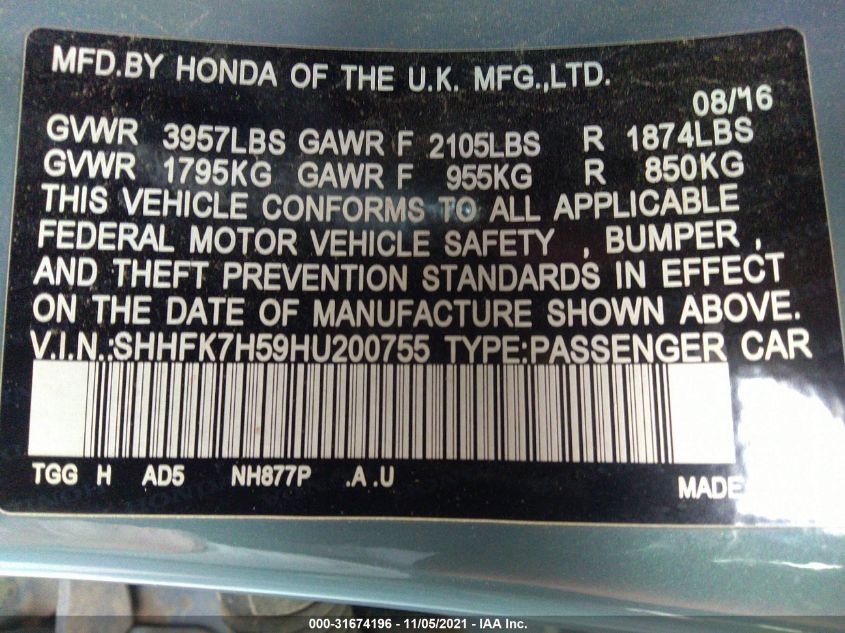 MFD.BY HONDA OF THE U.K. MFG.,LTD.
08/16
GVWR 3957LBS GAWR F 2105LBS R 1874LBS
GVWR 1795KG GAWR F 955KG R 850KG
THIS VEHICLE CONFORMS TO ALL APPLICABLE
FEDERAL MOTOR VEHICLE SAFETY , BUMPER ,
AND THEFT PREVENTION STANDARDS IN EFFECT
ON THE DATE OF MANUFACTURE SHOWN ABOVE.
V.I.N.:SHHFK7H59HU200755 TYPE:PASSENGER CAR
TGG H AD5 NH877P .A .U
MADE
000-31674196 - 11/05/2021 - IAA Inc.